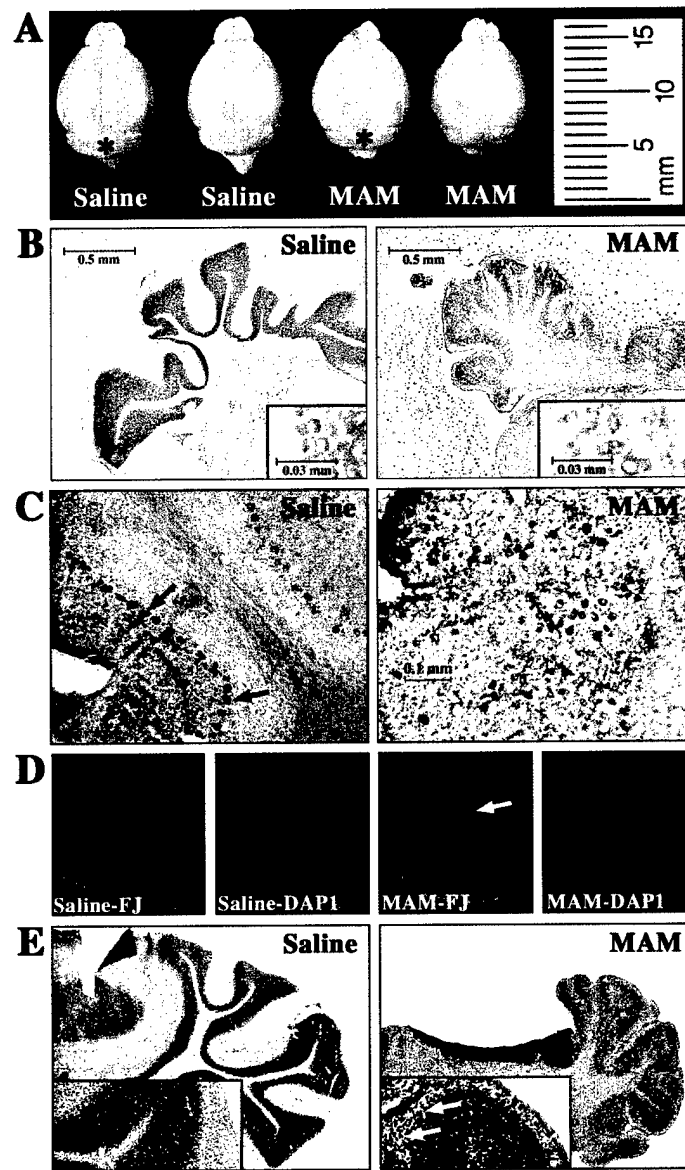 A
Saline Saline MAM MAM
15
10
5
mm
B
0.5 mm Saline
0.03 mm
0.5 mm MAM
0.03 mm
C
Saline
MAM
0.1 mm
D
Saline-FJ Saline-DAP1 MAM-FJ MAM-DAP1
E
Saline
MAM